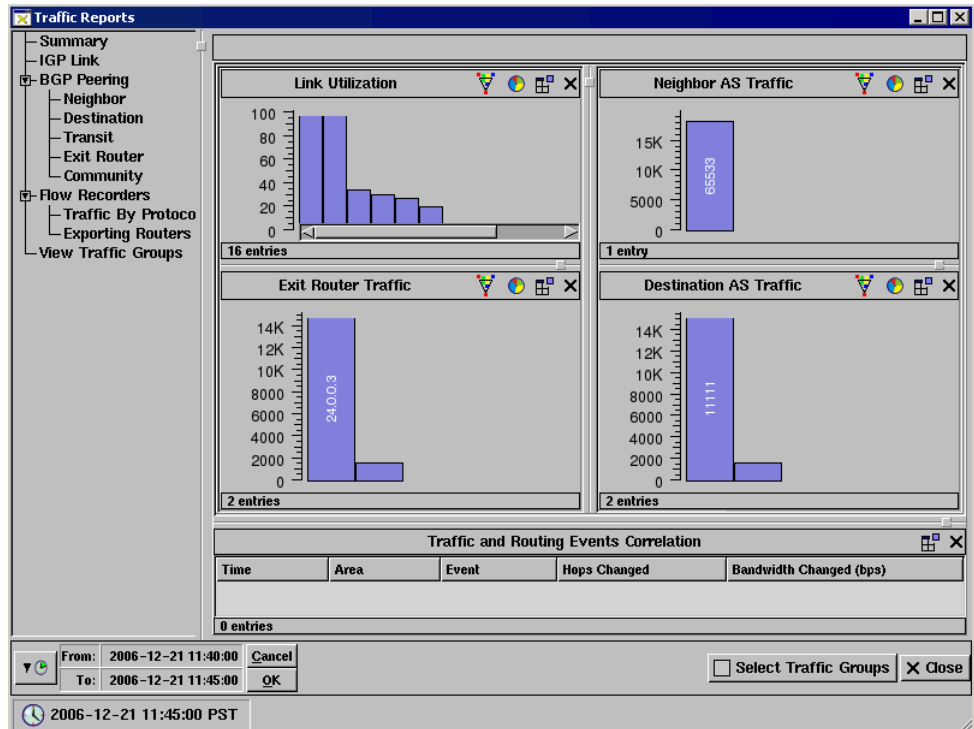 Traffic Reports
Summary
IGP Link
BGP Peering
Neighbor
Destination
Transit
Exit Router
Community
Flow Recorders
Traffic By Protoco
Exporting Routers
View Traffic Groups
Link Utilization
100
80
60
40
20
0
16 entries
Neighbor AS Traffic
15K
10K
5000
0
65533
1 entry
Exit Router Traffic
14K
12K
10K
8000
6000
4000
2000
0
24.0.0.3
2 entries
Destination AS Traffic
14K
12K
10K
8000
6000
4000
2000
0
11111
2 entries
Traffic and Routing Events Correlation
Time Area Event Hops Changed Bandwidth Changed (bps)
0 entries
From: 2006-12-21 11:40:00 Cancel
To: 2006-12-21 11:45:00 OK
Select Traffic Groups Close
2006-12-21 11:45:00 PST